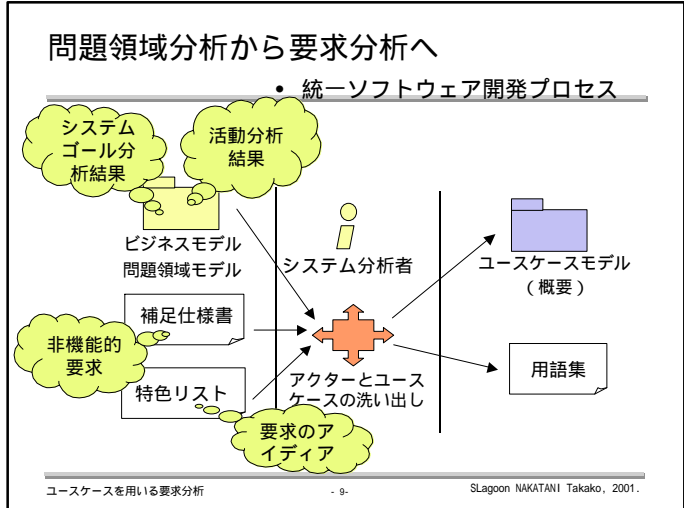 問題領域分析から要求分析へ
• 統一ソフトウェア開発プロセス
システム
ゴール分
析結果
活動分析
結果
ビジネスモデル
問題領域モデル
補足仕様書
非機能的
要求
特色リスト
要求のア
イディア
システム分析者
アクターとユース
ケースの洗い出し
ユースケースモデル
(概要)
用語集
ユースケースを用いる要求分析
- 9-
SLagoon NAKATANI Takako, 2001.